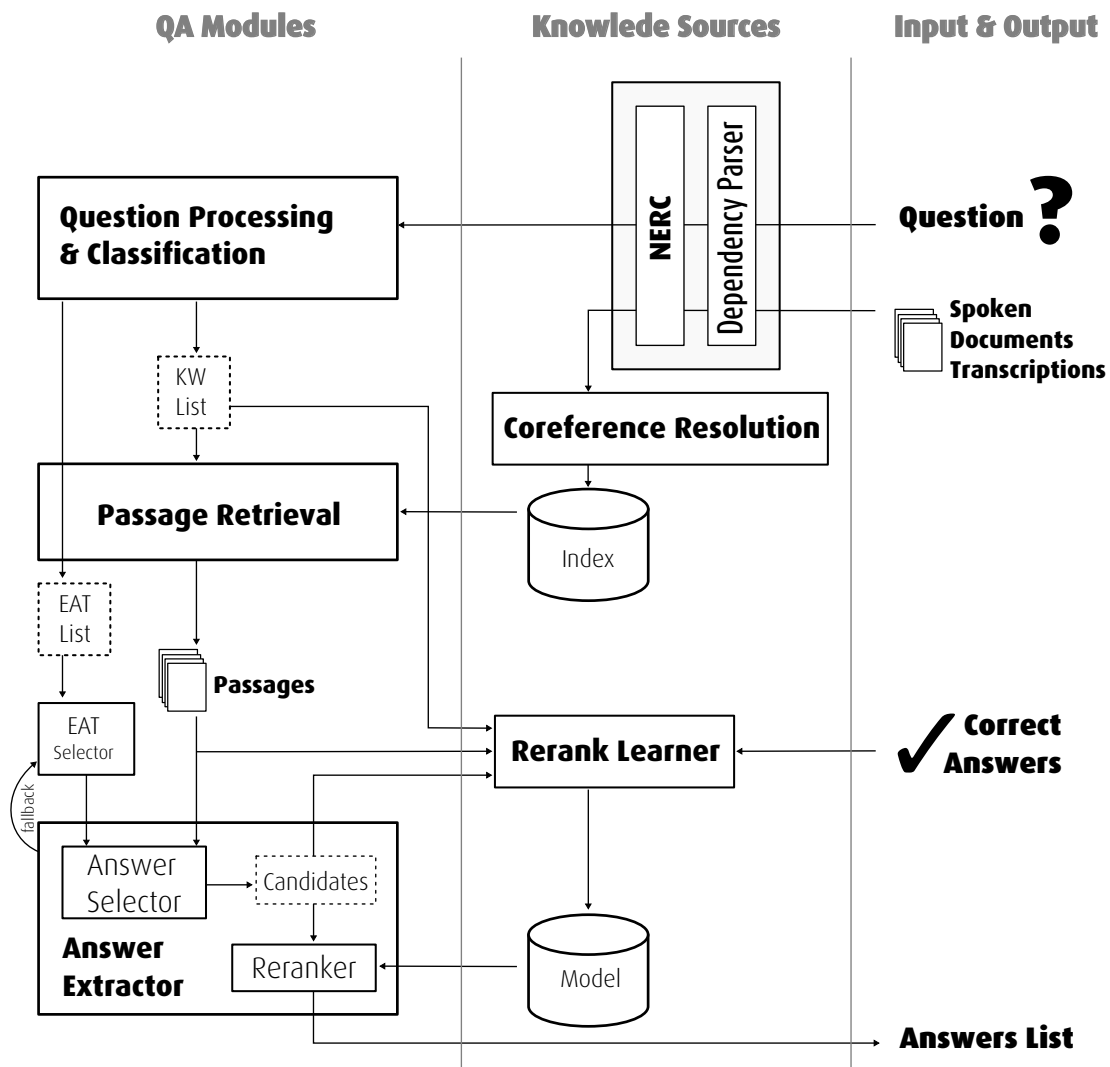 QA Modules
Knowlede Sources
Input & Output
NERC
Dependency Parser
Question Processing
& Classification
Question ?
Spoken
Documents
Transcriptions
KW
List
Coreference Resolution
Passage Retrieval
Index
EAT
List
Passages
EAT
Selector
Rerank Learner
Correct
Answers
fallback
Answer
Selector
Candidates
Answer
Extractor
Reranker
Model
Answers List